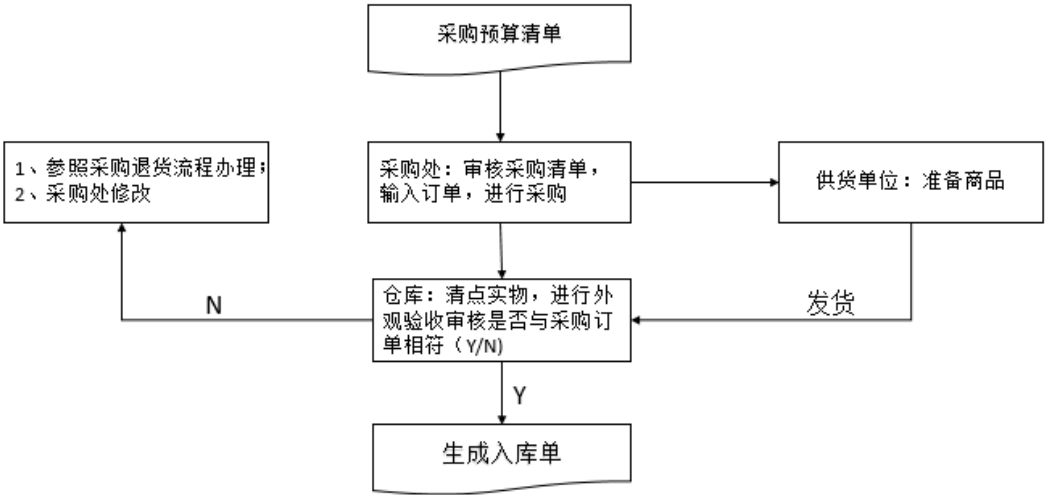 采购预算清单
1、参照采购退货流程办理；
2、采购处修改
采购处：审核采购清单，
输入订单，进行采购
供货单位：准备商品
N
仓库：清点实物，进行外
观验收审核是否与采购订
单相符（Y/N)
发货
Y
生成入库单